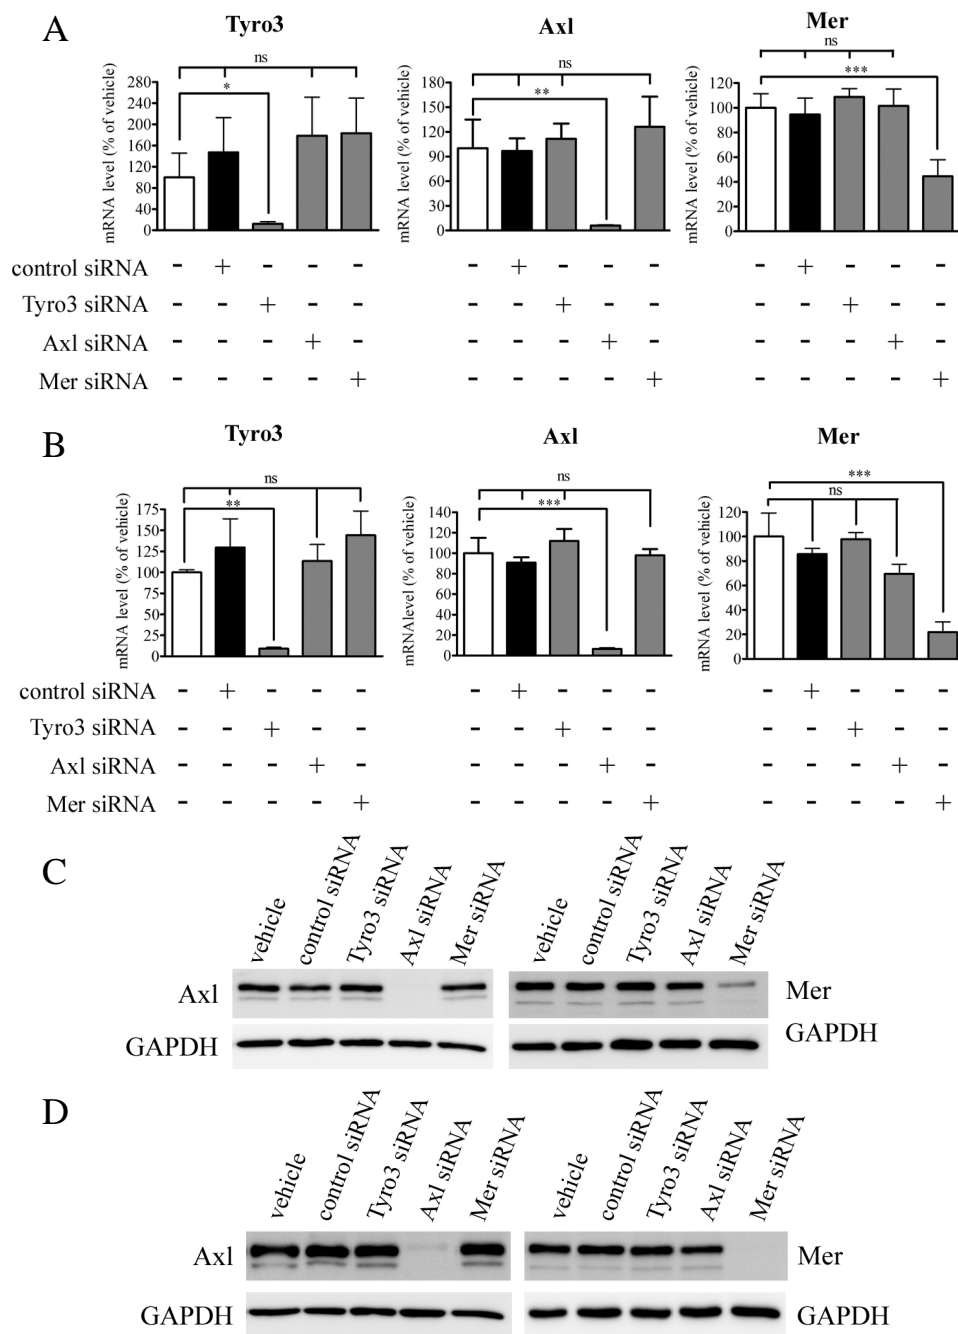 A
Tyro3
Axl
Mer
ns
*
mRNA level (% of vehicle)
280
240
200
160
120
80
40
0
ns
**
mRNA level (% of vehicle)
180
150
120
90
60
30
0
ns
***
mRNA level (% of vehicle)
120
100
80
60
40
20
0
control siRNA - + - - - - + - - - - + - - -
Tyro3 siRNA - - + - - - - + - - - - + - -
Axl siRNA - - - + - - - - + - - - - + -
Mer siRNA - - - - + - - - - + - - - - +
B
Tyro3
Axl
Mer
ns
**
mRNA level (% of vehicle)
175
150
125
100
75
50
25
0
ns
***
mRNAlevel (% of vehicle)
140
120
100
80
60
40
20
0
***
ns
mRNA level (% of vehicle)
120
100
80
60
40
20
0
control siRNA - + - - - - + - - - - + - - -
Tyro3 siRNA - - + - - - - + - - - - + - -
Axl siRNA - - - + - - - - + - - - - + -
Mer siRNA - - - - + - - - - + - - - - +
C
vehicle
control siRNA
Tyro3 siRNA
Axl siRNA
Mer siRNA
vehicle
control siRNA
Tyro3 siRNA
Axl siRNA
Mer siRNA
Axl
Mer
GAPDH
GAPDH
D
vehicle
control siRNA
Tyro3 siRNA
Axl siRNA
Mer siRNA
vehicle
control siRNA
Tyro3 siRNA
Axl siRNA
Mer siRNA
Axl
Mer
GAPDH
GAPDH